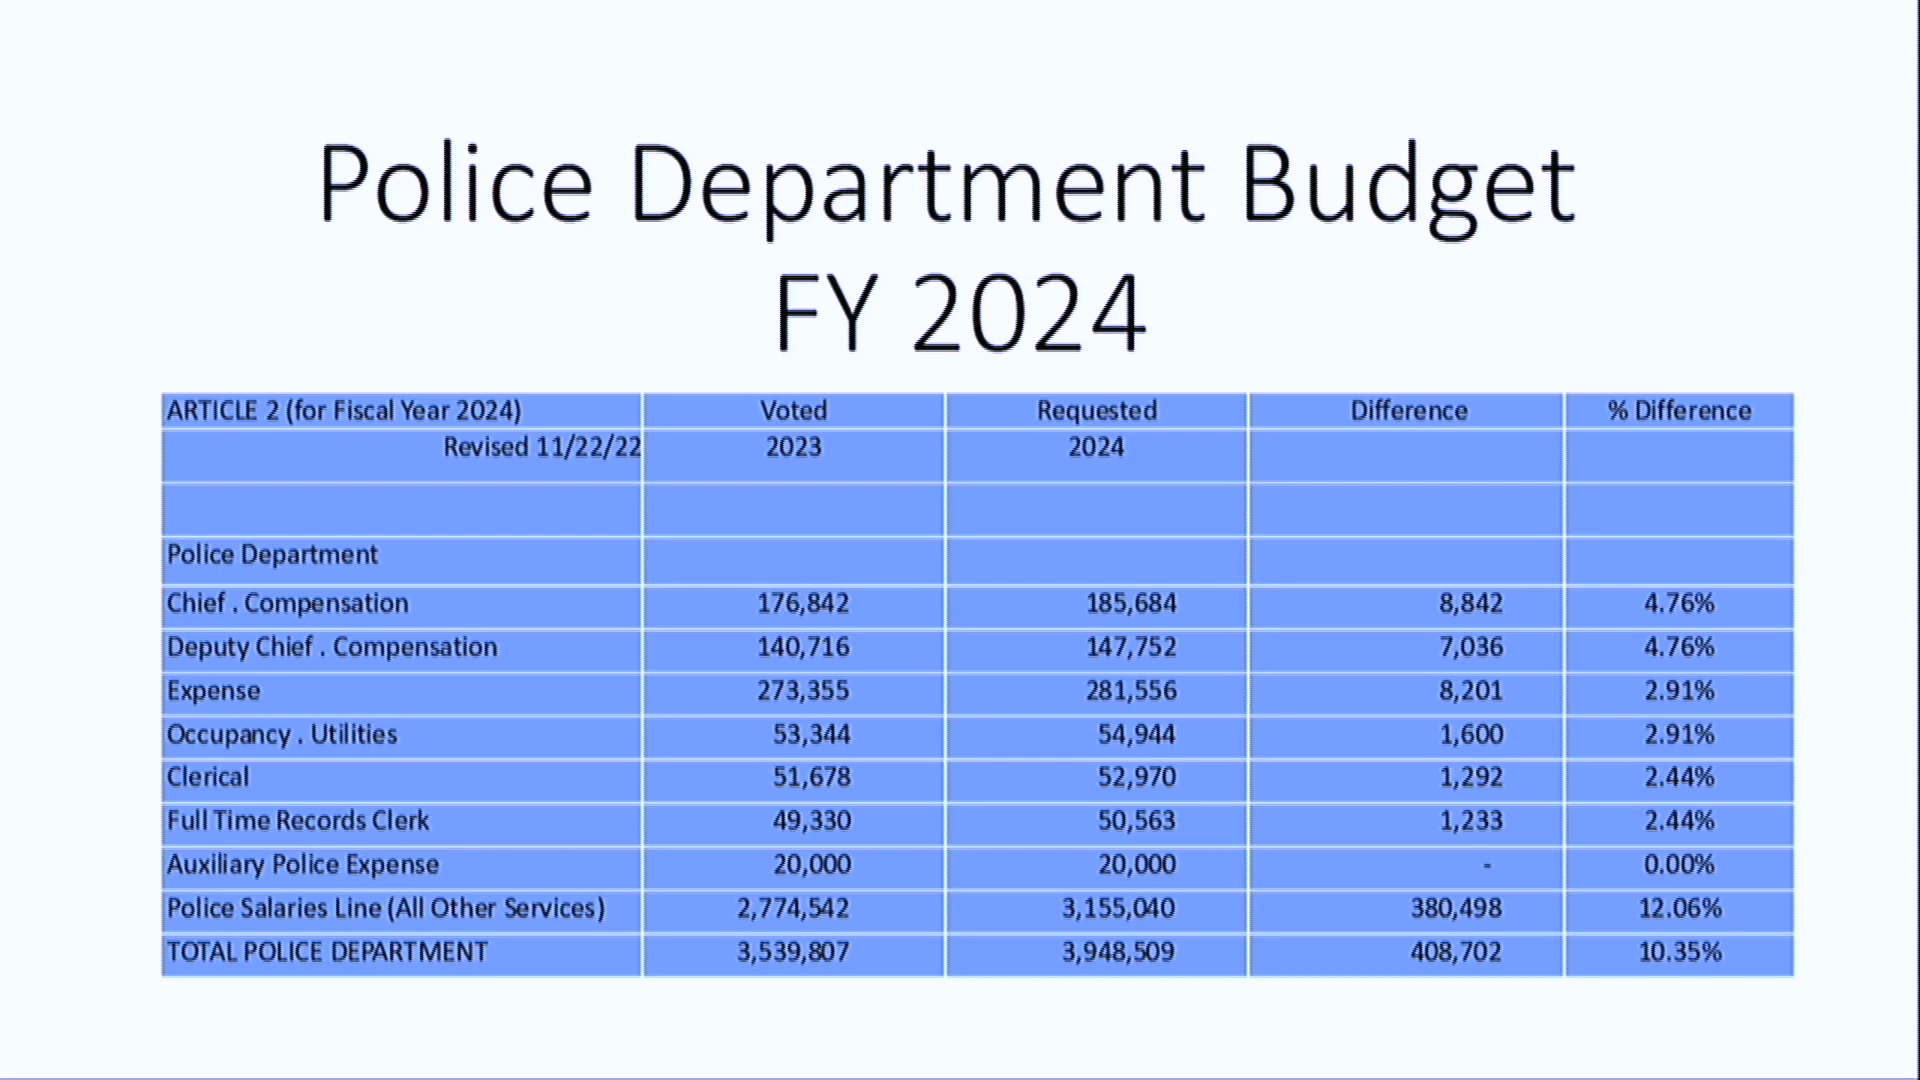 Police Department Budget
FY 2024
ARTICLE 2 (for Fiscal Year 2024) Voted Requested Difference % Difference
Revised 11/22/22 2023 2024
Police Department
Chief . Compensation 176,842 185,684 8,842 4.76%
Deputy Chief . Compensation 140,716 147,752 7,036 4.76%
Expense 273,355 281,556 8,201 2.91%
Occupancy . Utilities 53,344 54,944 1,600 2.91%
Clerical 51,678 52,970 1,292 2.44%
Full Time Records Clerk 49,330 50,563 1,233 2.44%
Auxiliary Police Expense 20,000 20,000 - 0.00%
Police Salaries Line (All Other Services) 2,774,542 3,155,040 380,498 12.06%
TOTAL POLICE DEPARTMENT 3,539,807 3,948,509 408,702 10.35%